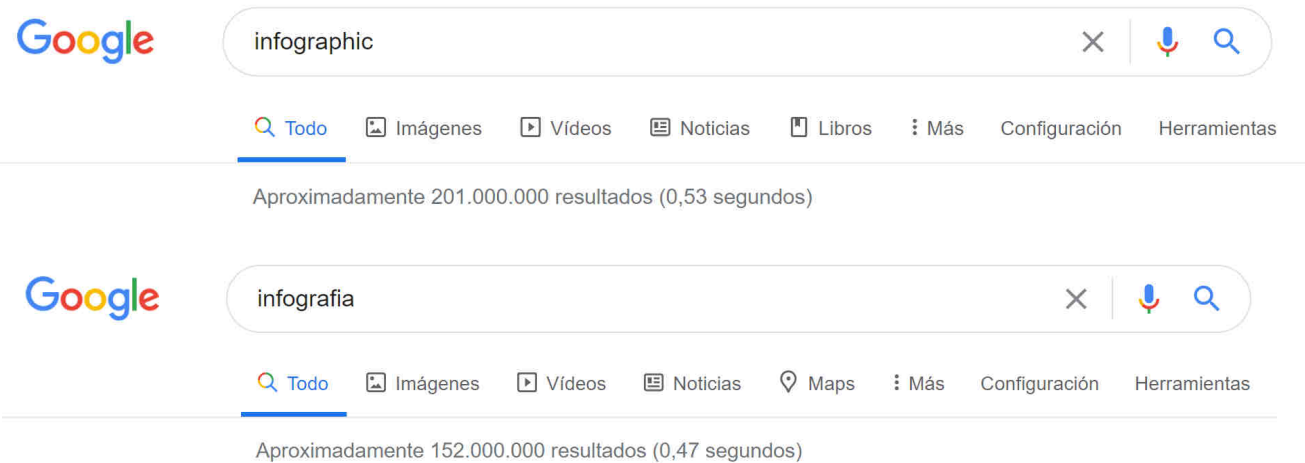 Google infographic
Todo Imágenes Vídeos Noticias Libros Más Configuración Herramientas
Aproximadamente 201.000.000 resultados (0,53 segundos)
Google infografia
Todo Imágenes Vídeos Noticias Maps Más Configuración Herramientas
Aproximadamente 152.000.000 resultados (0,47 segundos)